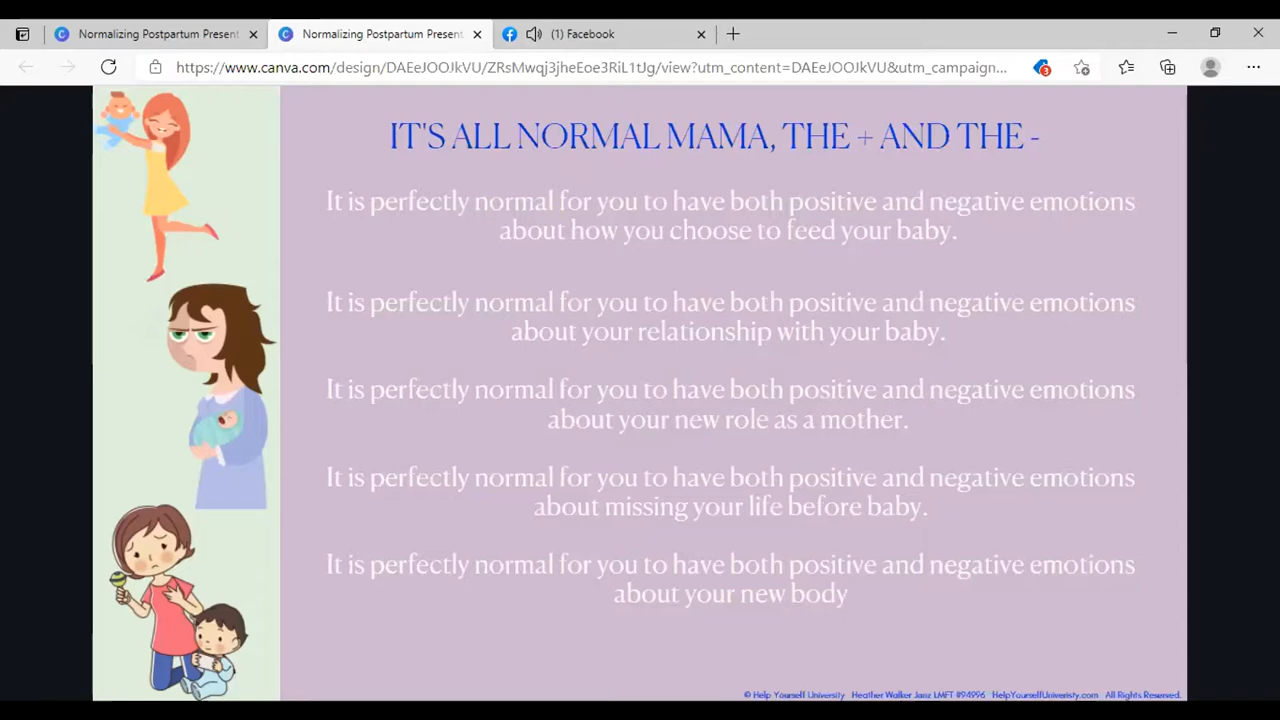 Normalizing Postpartum Present
Normalizing Postpartum Present
(1) Facebook
https://www.canva.com/design/DAEeJOOJkVU/ZRsMwqj3jheEoe3RiL1tJg/view?utm_content=DAEeJOOJkVU&utm_campaign...
3
IT'S ALL NORMAL MAMA, THE + AND THE -
It is perfectly normal for you to have both positive and negative emotions
about how you choose to feed your baby.
It is perfectly normal for you to have both positive and negative emotions
about your relationship with your baby.
It is perfectly normal for you to have both positive and negative emotions
about your new role as a mother.
It is perfectly normal for you to have both positive and negative emotions
about missing your life before baby.
It is perfectly normal for you to have both positive and negative emotions
about your new body
© Help Yourself University Heather Walker Janz LMFT #94996 HelpYourselfUniveristy.com All Rights Reserved.